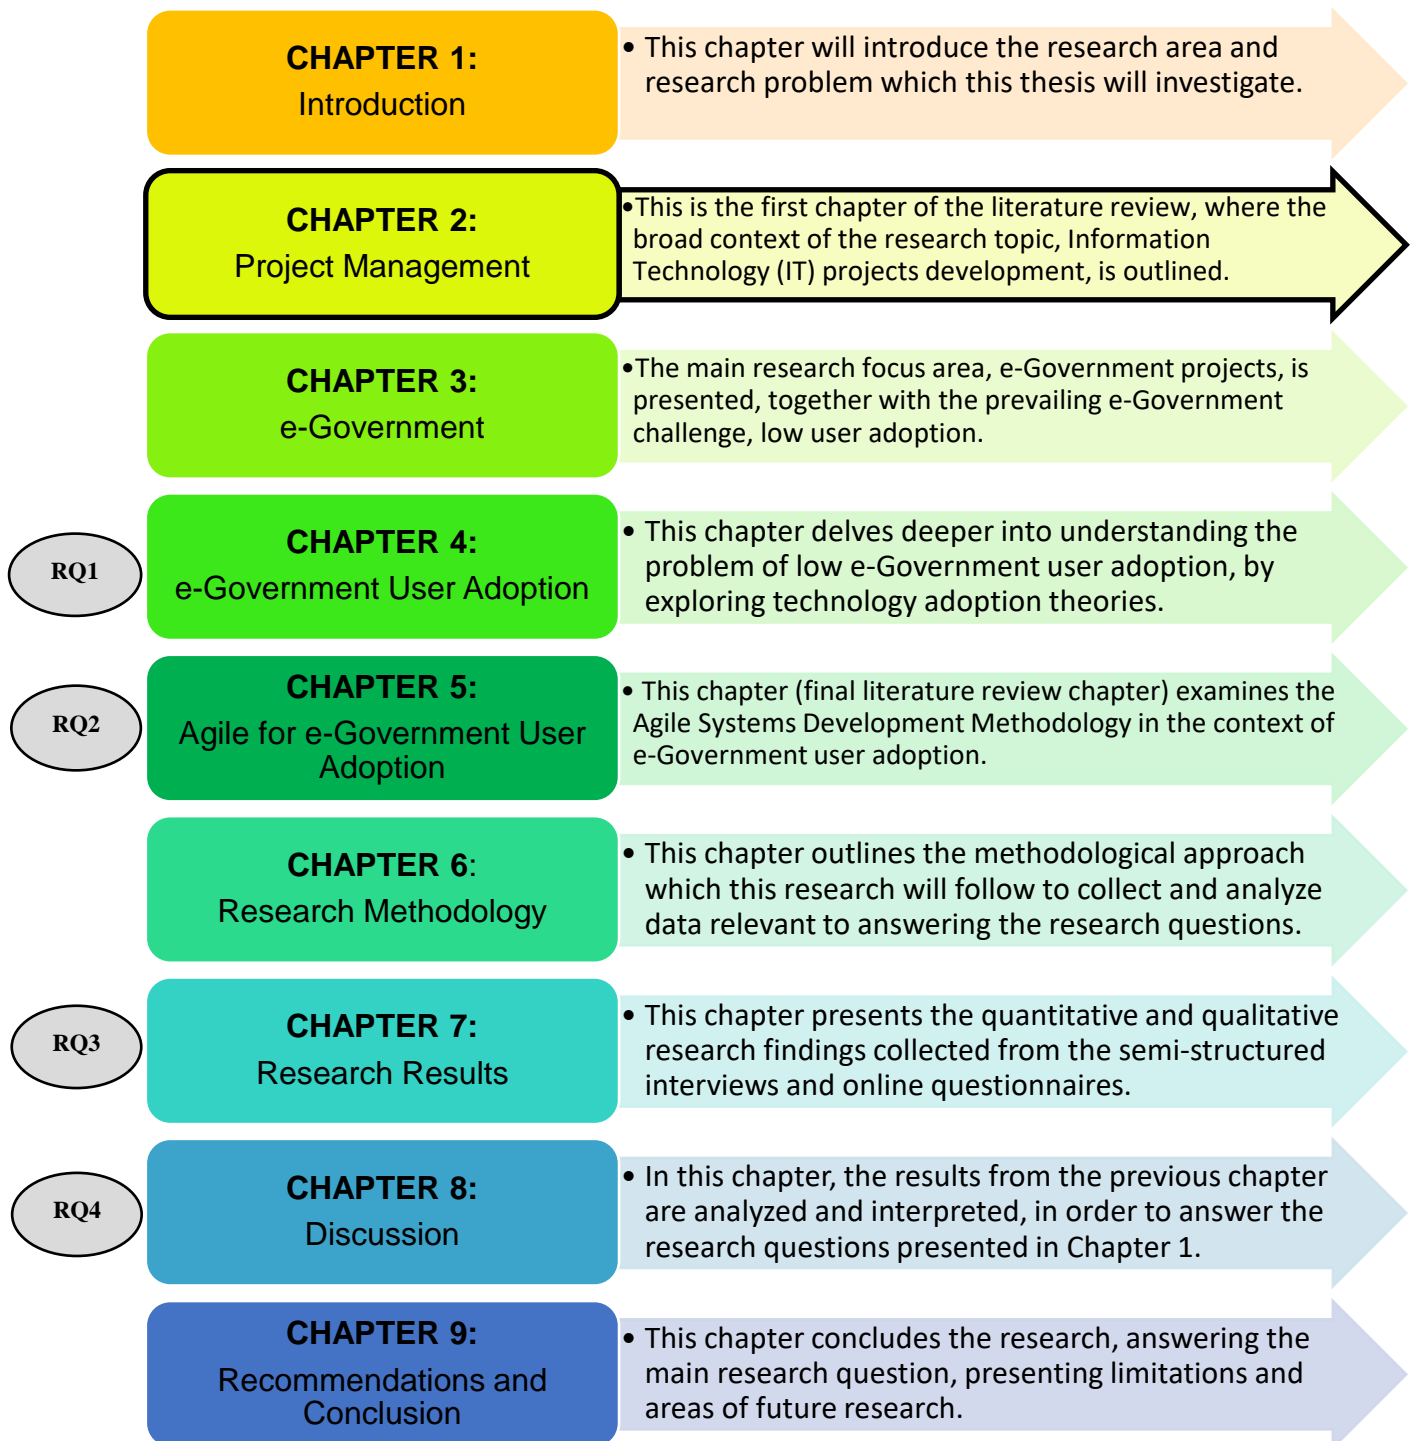 CHAPTER 1:
Introduction
• This chapter will introduce the research area and
research problem which this thesis will investigate.
CHAPTER 2:
Project Management
•This is the first chapter of the literature review, where the
broad context of the research topic, Information
Technology (IT) projects development, is outlined.
CHAPTER 3:
e-Government
•The main research focus area, e-Government projects, is
presented, together with the prevailing e-Government
challenge, low user adoption.
RQ1
CHAPTER 4:
e-Government User Adoption
• This chapter delves deeper into understanding the
problem of low e-Government user adoption, by
exploring technology adoption theories.
RQ2
CHAPTER 5:
Agile for e-Government User
Adoption
• This chapter (final literature review chapter) examines the
Agile Systems Development Methodology in the context of
e-Government user adoption.
CHAPTER 6:
Research Methodology
• This chapter outlines the methodological approach
which this research will follow to collect and analyze
data relevant to answering the research questions.
RQ3
CHAPTER 7:
Research Results
• This chapter presents the quantitative and qualitative
research findings collected from the semi-structured
interviews and online questionnaires.
RQ4
CHAPTER 8:
Discussion
• In this chapter, the results from the previous chapter
are analyzed and interpreted, in order to answer the
research questions presented in Chapter 1.
CHAPTER 9:
Recommendations and
Conclusion
• This chapter concludes the research, answering the
main research question, presenting limitations and
areas of future research.